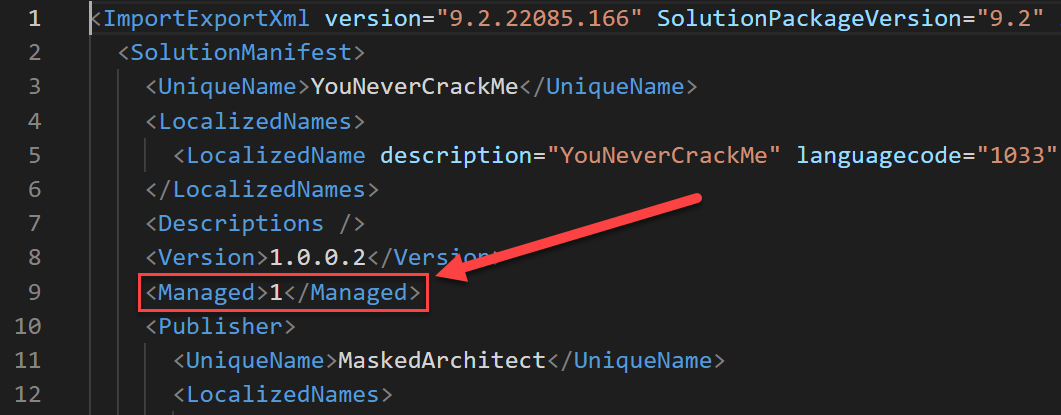 1 <ImportExportXml version="9.2.22085.166" SolutionPackageVersion="9.2"
2 <SolutionManifest>
3 <UniqueName>YouNeverCrackMe</UniqueName>
4 <LocalizedNames>
5 <LocalizedName description="YouNeverCrackMe" languagecode="1033"
6 </LocalizedNames>
7 <Descriptions />
8 <Version>1.0.0.2</Version>
9 <Managed>1</Managed>
10 <Publisher>
11 <UniqueName>MaskedArchitect</UniqueName>
12 <LocalizedNames>